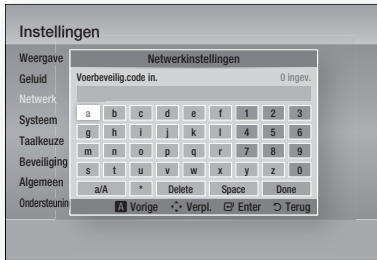 Instellingen
Weergave
Geluid
Netwerk
Systeem
Taalkeuze
Beveiliging
Algemeen
Ondersteunin
Netwerkinstellingen
Voerbeveilig.code in. 0 ingev.
a b c d e f 1 2 3
g h i j k l 4 5 6
m n o p q r 7 8 9
s t u v w x y z 0
a/A * Delete Space Done
A Vorige Verpl. Enter Terug